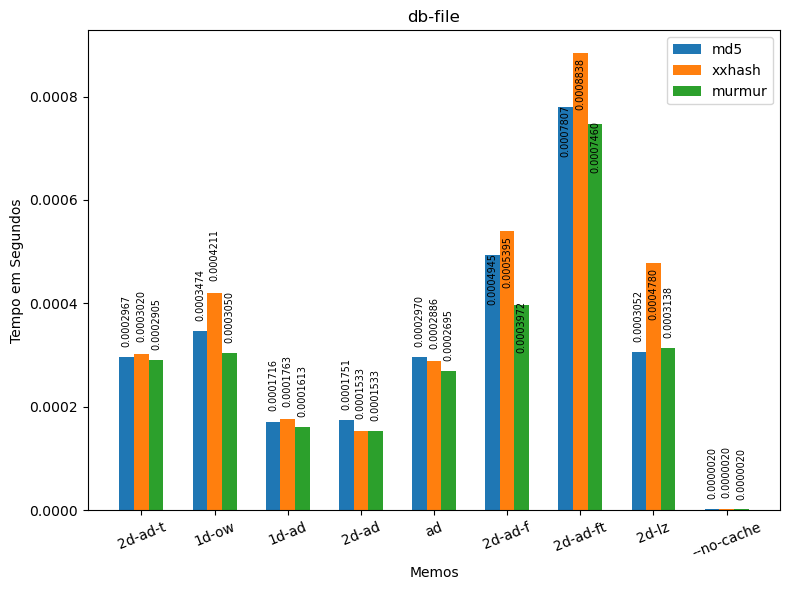 db-file
md5
xxhash
murmur
Tempo em Segundos
0.0008
0.0006
0.0004
0.0002
0.0000
0.0002967
0.0003020
0.0002905
0.0003474
0.0004211
0.0003050
0.0001716
0.0001763
0.0001613
0.0001751
0.0001533
0.0001533
0.0002970
0.0002886
0.0002695
0.0004945
0.0005395
0.0003972
0.0007807
0.0008838
0.0007460
0.0003052
0.0004780
0.0003138
0.0000020
0.0000020
0.0000020
2d-ad-t
1d-ow
1d-ad
2d-ad
ad
2d-ad-f
2d-ad-ft
2d-lz
--no-cache
Memos